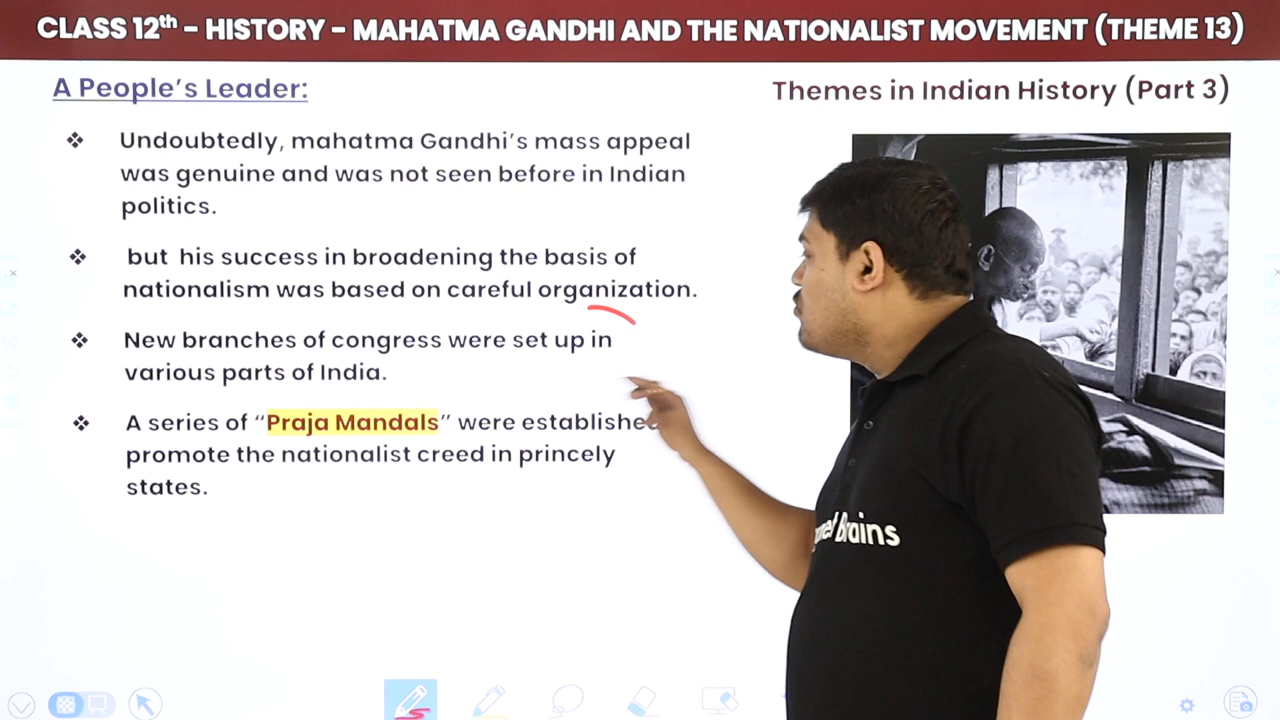 CLASS 12th – HISTORY – MAHATMA GANDHI AND THE NATIONALIST MOVEMENT (THEME 13)
A People's Leader:
Themes in Indian History (Part 3)
❖ Undoubtedly, mahatma Gandhi's mass appeal
was genuine and was not seen before in Indian
politics.
❖ but his success in broadening the basis of
nationalism was based on careful organization.
❖ New branches of congress were set up in
various parts of India.
❖ A series of “Praja Mandals” were established
promote the nationalist creed in princely
states.
Brains